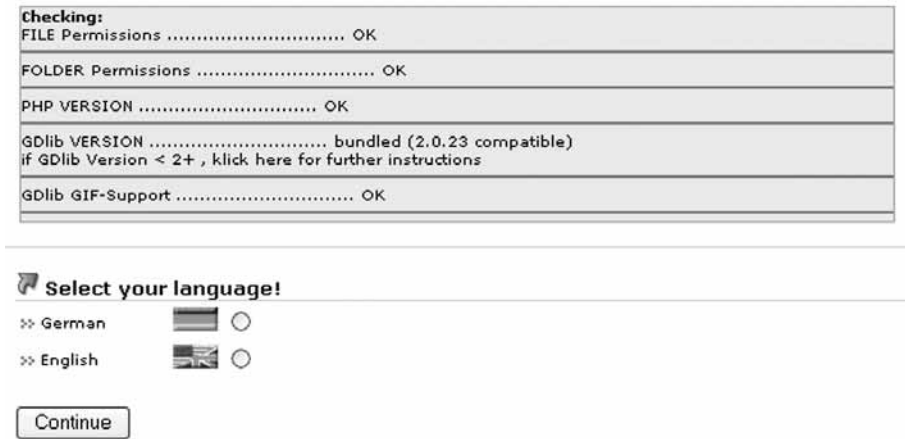 Checking:
FILE Permissions .............................. OK
FOLDER Permissions .............................. OK
PHP VERSION .............................. OK
GDlib VERSION .............................. bundled (2.0.23 compatible)
if GDlib Version < 2+ , klick here for further instructions
GDlib GIF-Support .............................. OK
Select your language!
>> German
>> English
Continue